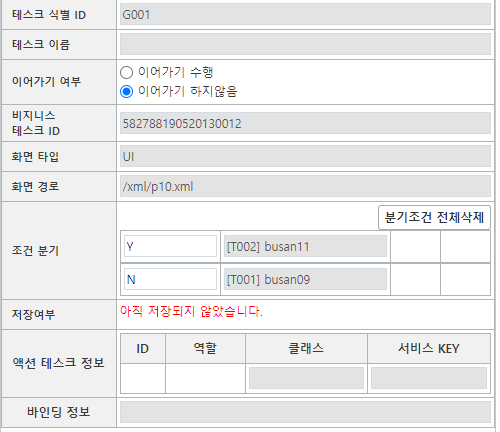 테스크 식별 ID G001
테스크 이름
이어가기 여부
이어가기 수행
이어가기 하지않음
비지니스
테스크 ID
582788190520130012
화면 타입 UI
화면 경로 /xml/p10.xml
분기조건 전체삭제
조건 분기
Y [T002] busan11
N [T001] busan09
저장여부 아직 저장되지 않았습니다.
액션 테스크 정보
ID 역할 클래스 서비스 KEY
바인딩 정보